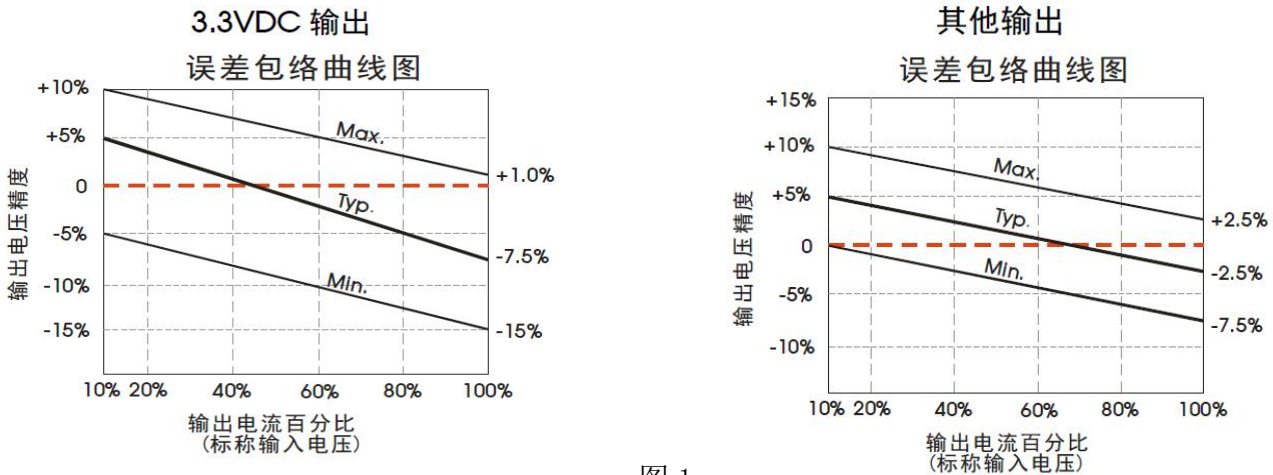 3.3VDC 输出
误差包络曲线图
+10%
+5%
0
-5%
-10%
-15%
输出电压精度
Max.
Typ.
Min.
+1.0%
-7.5%
-15%
10% 20% 40% 60% 80% 100%
输出电流百分比
(标称输入电压)
其他输出
误差包络曲线图
+15%
+10%
+5%
0
-5%
-10%
输出电压精度
Max.
Typ.
Min.
+2.5%
-2.5%
-7.5%
10% 20% 40% 60% 80% 100%
输出电流百分比
(标称输入电压)
图 1